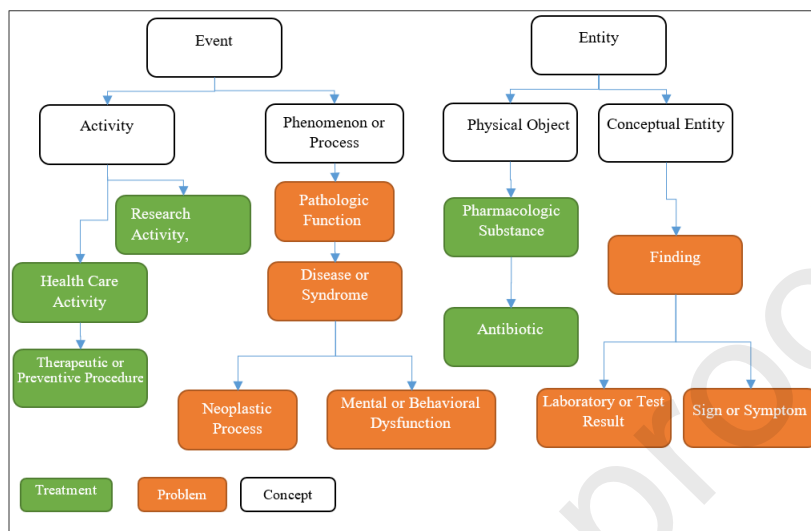 Event
Entity
Activity
Phenomenon or
Process
Physical Object
Conceptual Entity
Research
Activity,
Pathologic
Function
Pharmacologic
Substance
Health Care
Activity
Disease or
Syndrome
Finding
Therapeutic or
Preventive Procedure
Antibiotic
Neoplastic
Process
Mental or Behavioral
Dysfunction
Laboratory or Test
Result
Sign or Symptom
Treatment
Problem
Concept
proo